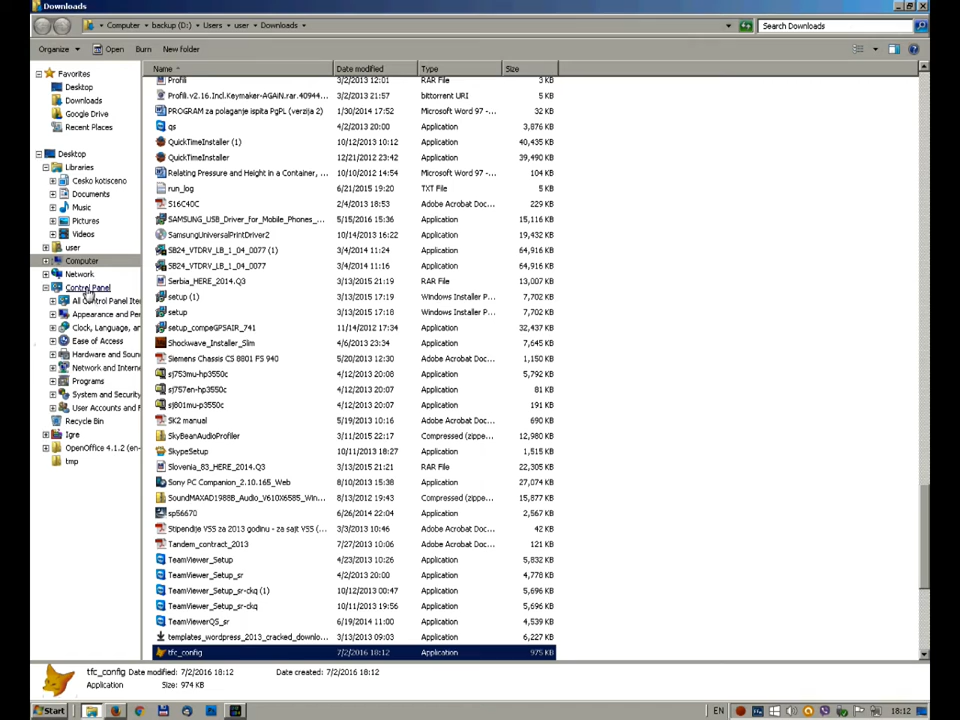 Downloads
Computer ▸ backup (D:) ▸ Users ▸ user ▸ Downloads ▸
Search Downloads
Organize
Open
Burn
New folder
Name
Date modified
Type
Size
Favorites
Desktop
Downloads
Google Drive
Recent Places
Desktop
Libraries
Cesko kotisceno
Documents
Music
Pictures
Videos
user
Computer
Network
Control Panel
All Control Panel Ite
Appearance and Per
Clock, Language, an
Ease of Access
Hardware and Soun
Network and Intern
Programs
System and Security
User Accounts and F
Recycle Bin
Igre
OpenOffice 4.1.2 (en-
tmp
Profili 3/2/2013 12:01 RAR File 3 KB
Profili.v2.16.Incl.Keymaker-AGAIN.rar.40944... 3/2/2013 21:57 bittorrent URI 5 KB
PROGRAM za polaganje ispita PgPL (verzija 2) 1/30/2014 17:52 Microsoft Word 97 -... 32 KB
qs 4/2/2013 20:00 Application 3,876 KB
QuickTimeInstaller (1) 10/12/2013 10:12 Application 40,435 KB
QuickTimeInstaller 12/21/2012 23:42 Application 39,490 KB
Relating Pressure and Height in a Container, ... 10/10/2012 14:54 Microsoft Word 97 -... 104 KB
run_log 6/21/2015 19:20 TXT File 5 KB
S16C40C 2/4/2013 18:53 Adobe Acrobat Doc... 229 KB
SAMSUNG_USB_Driver_for_Mobile_Phones_... 5/15/2016 15:36 Application 15,116 KB
SamsungUniversalPrintDriver2 10/14/2013 16:22 Application 19,432 KB
SB24_VTDRV_LB_1_04_0077 (1) 3/4/2014 11:18 Application 64,916 KB
SB24_VTDRV_LB_1_04_0077 3/4/2014 11:16 Application 64,916 KB
Serbia_HERE_2014.Q3 3/13/2015 21:19 RAR File 13,007 KB
setup (1) 3/13/2015 17:19 Windows Installer P... 7,702 KB
setup 3/13/2015 17:18 Windows Installer P... 7,702 KB
setup_compeGPSAIR_741 11/14/2012 17:34 Application 32,437 KB
Shockwave_Installer_Slim 4/6/2013 23:34 Application 7,645 KB
Siemens Chassis CS 8801 FS 940 5/20/2013 12:30 Adobe Acrobat Doc... 1,150 KB
sj753mu-hp3550c 4/12/2013 20:08 Application 5,792 KB
sj757en-hp3550c 4/12/2013 20:07 Application 81 KB
sj801mu-p3550c 4/12/2013 20:07 Application 191 KB
SK2 manual 5/19/2013 10:16 Adobe Acrobat Doc... 690 KB
SkyBeanAudioProfiler 3/13/2015 22:17 Compressed (zippe... 12,980 KB
SkypeSetup 10/11/2013 18:27 Application 1,515 KB
Slovenia_83_HERE_2014.Q3 3/13/2015 21:21 RAR File 22,305 KB
Sony PC Companion_2.10.165_Web 8/10/2013 15:38 Application 27,074 KB
SoundMAXAD1988B_Audio_V610X6585_Win... 8/12/2013 19:43 Compressed (zippe... 15,877 KB
sp56670 6/26/2014 22:04 Application 2,567 KB
Stipendije VSS za 2013 godinu - za sajt VSS (... 3/3/2013 10:46 Adobe Acrobat Doc... 42 KB
Tandem_contract_2013 7/27/2013 10:06 Adobe Acrobat Doc... 121 KB
TeamViewer_Setup 4/23/2013 10:26 Application 5,832 KB
TeamViewer_Setup_sr 4/2/2013 20:00 Application 4,778 KB
TeamViewer_Setup_sr-ckq (1) 10/12/2013 00:47 Application 5,696 KB
TeamViewer_Setup_sr-ckq 10/11/2013 19:56 Application 5,696 KB
TeamViewerQS_sr 6/19/2014 11:00 Application 4,539 KB
templates_wordpress_2013_cracked_downlo... 3/13/2013 09:03 Application 6,227 KB
tfc_config 7/2/2016 18:12 Application 975 KB
tfc_config Date modified: 7/2/2016 18:12 Date created: 7/2/2016 18:12
Application Size: 974 KB
Start
EN
18:12